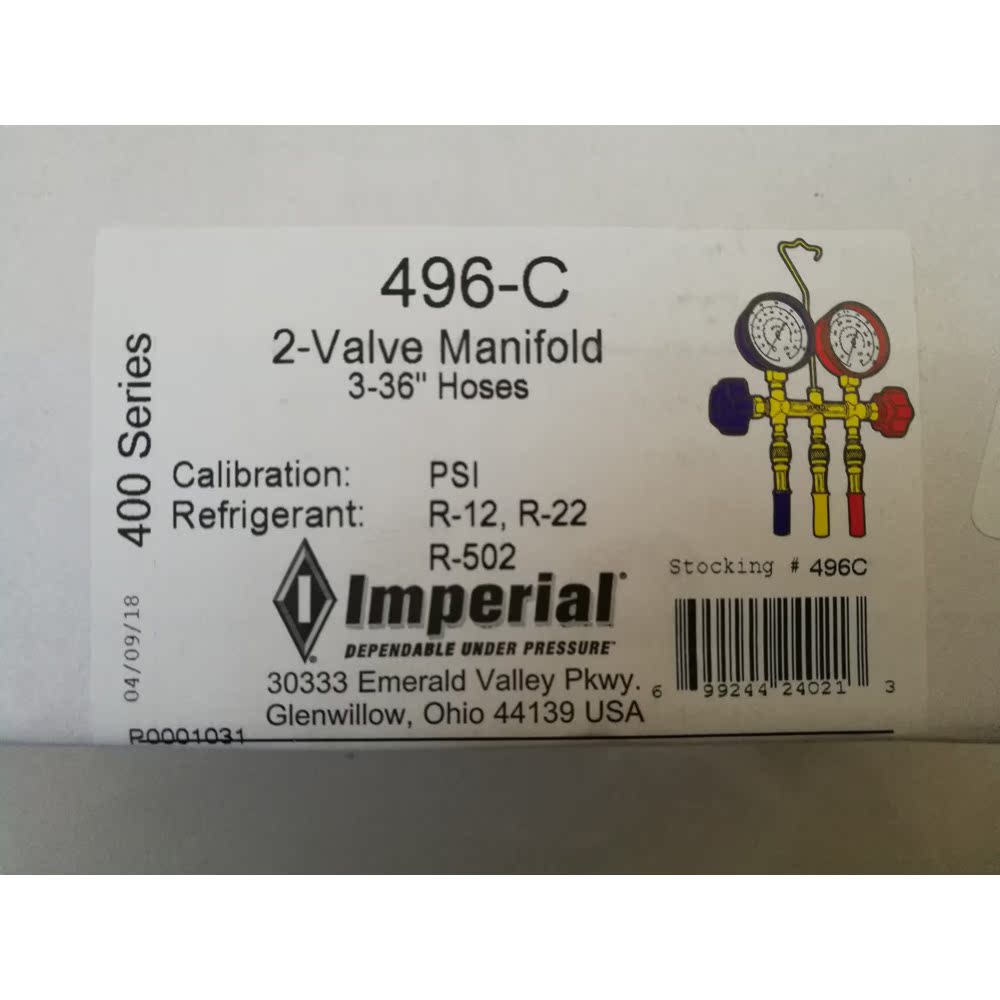 496-C
2-Valve Manifold
3-36" Hoses
400 Series
Calibration: PSI
Refrigerant: R-12, R-22
R-502
Stocking # 496C
Imperial
DEPENDABLE UNDER PRESSURE™
30333 Emerald Valley Pkwy.
Glenwillow, Ohio 44139 USA
6 99244 24021 3
04/09/18
R0001031